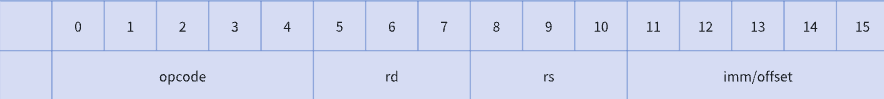 0 1 2 3 4 5 6 7 8 9 10 11 12 13 14 15
opcode rd rs imm/offset